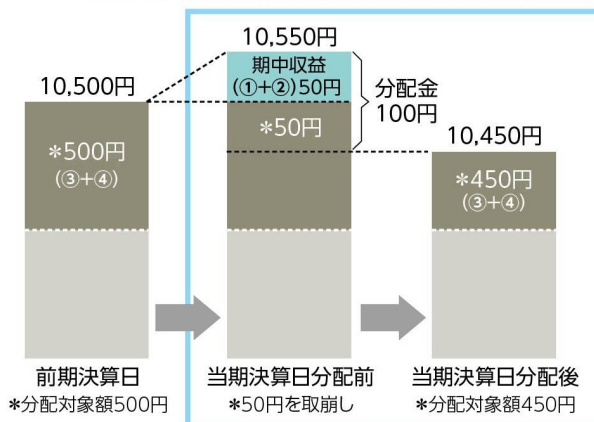 10,500円
*500円
(③+④)
前期決算日
*分配対象額500円
10,550円
期中収益
(①+②)50円
*50円
分配金
100円
当期決算日分配前
*50円を取崩し
10,450円
*450円
(③+④)
当期決算日分配後
*分配対象額450円